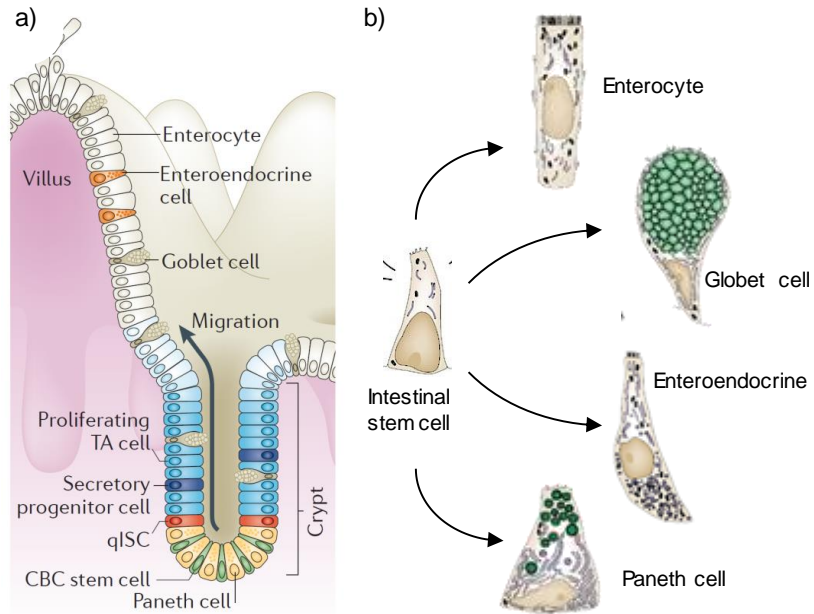 a)
Enterocyte
Villus
Enteroendocrine
cell
Goblet cell
Migration
Proliferating
TA cell
Secretory
progenitor cell
qISC
CBC stem cell
Paneth cell
Crypt
b)
Enterocyte
Globet cell
Intestinal
stem cell
Enteroendocrine
Paneth cell